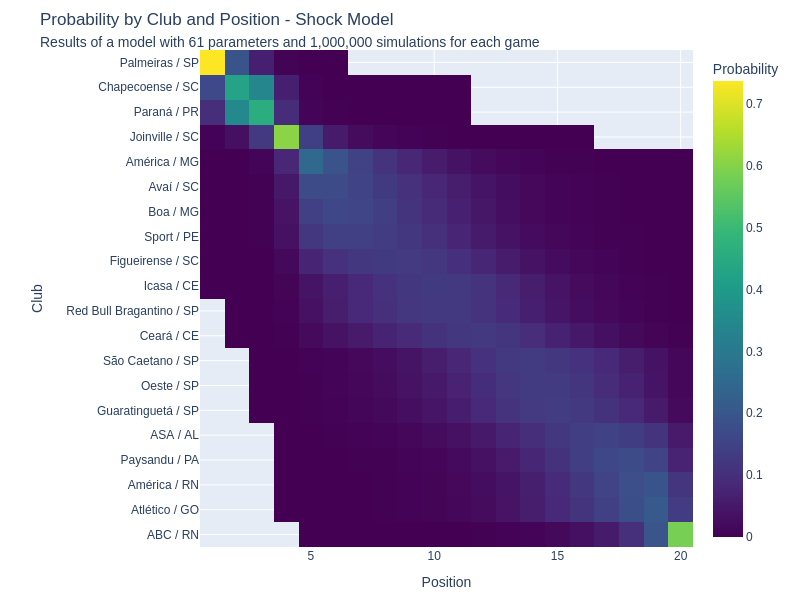 Probability by Club and Position - Shock Model
Results of a model with 61 parameters and 1,000,000 simulations for each game
Palmeiras / SP
Chapecoense / SC
Paraná / PR
Joinville / SC
América / MG
Avaí / SC
Boa / MG
Sport / PE
Figueirense / SC
Icasa / CE
Red Bull Bragantino / SP
Ceará / CE
São Caetano / SP
Oeste / SP
Guaratinguetá / SP
ASA / AL
Paysandu / PA
América / RN
Atlético / GO
ABC / RN
Club
5 10 15 20
Position
Probability
0.7
0.6
0.5
0.4
0.3
0.2
0.1
0